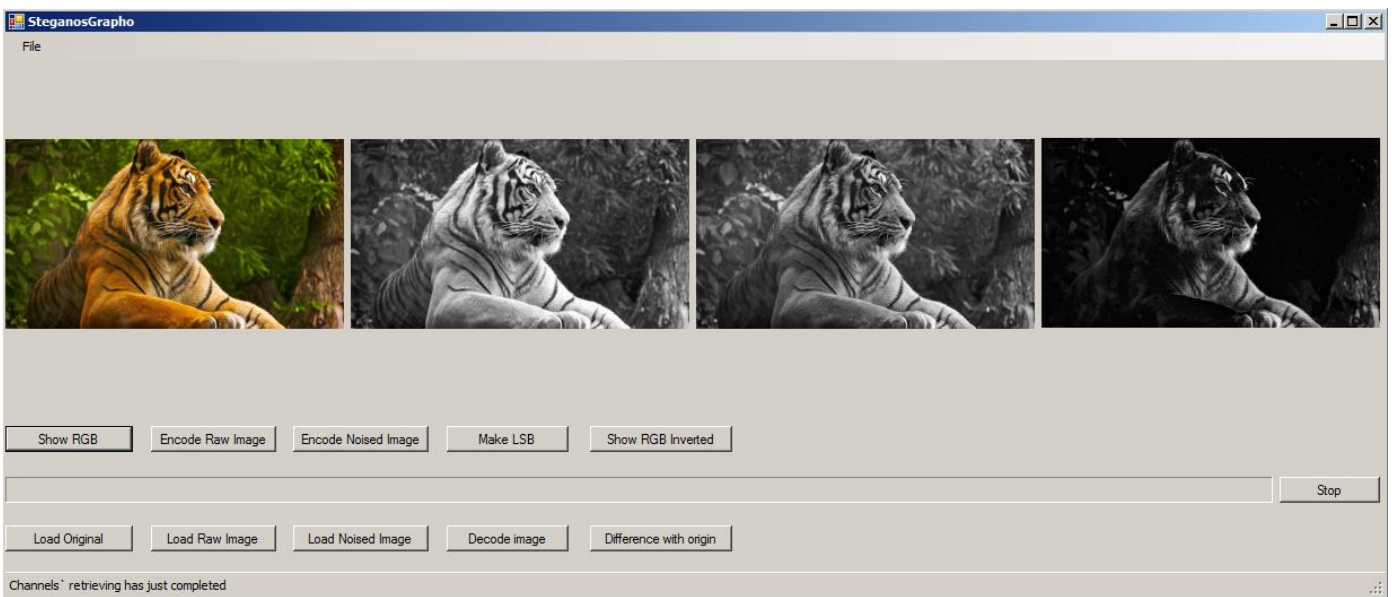 SteganosGrapho
File
Show RGB
Encode Raw Image
Encode Noised Image
Make LSB
Show RGB Inverted
Stop
Load Original
Load Raw Image
Load Noised Image
Decode image
Difference with origin
Channels` retrieving has just completed